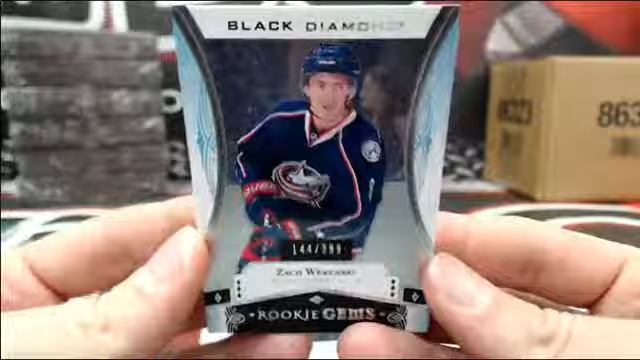 BLACK DIAMOND
144/399
ZACH WERENSKI
ROOKIE GEMS
863